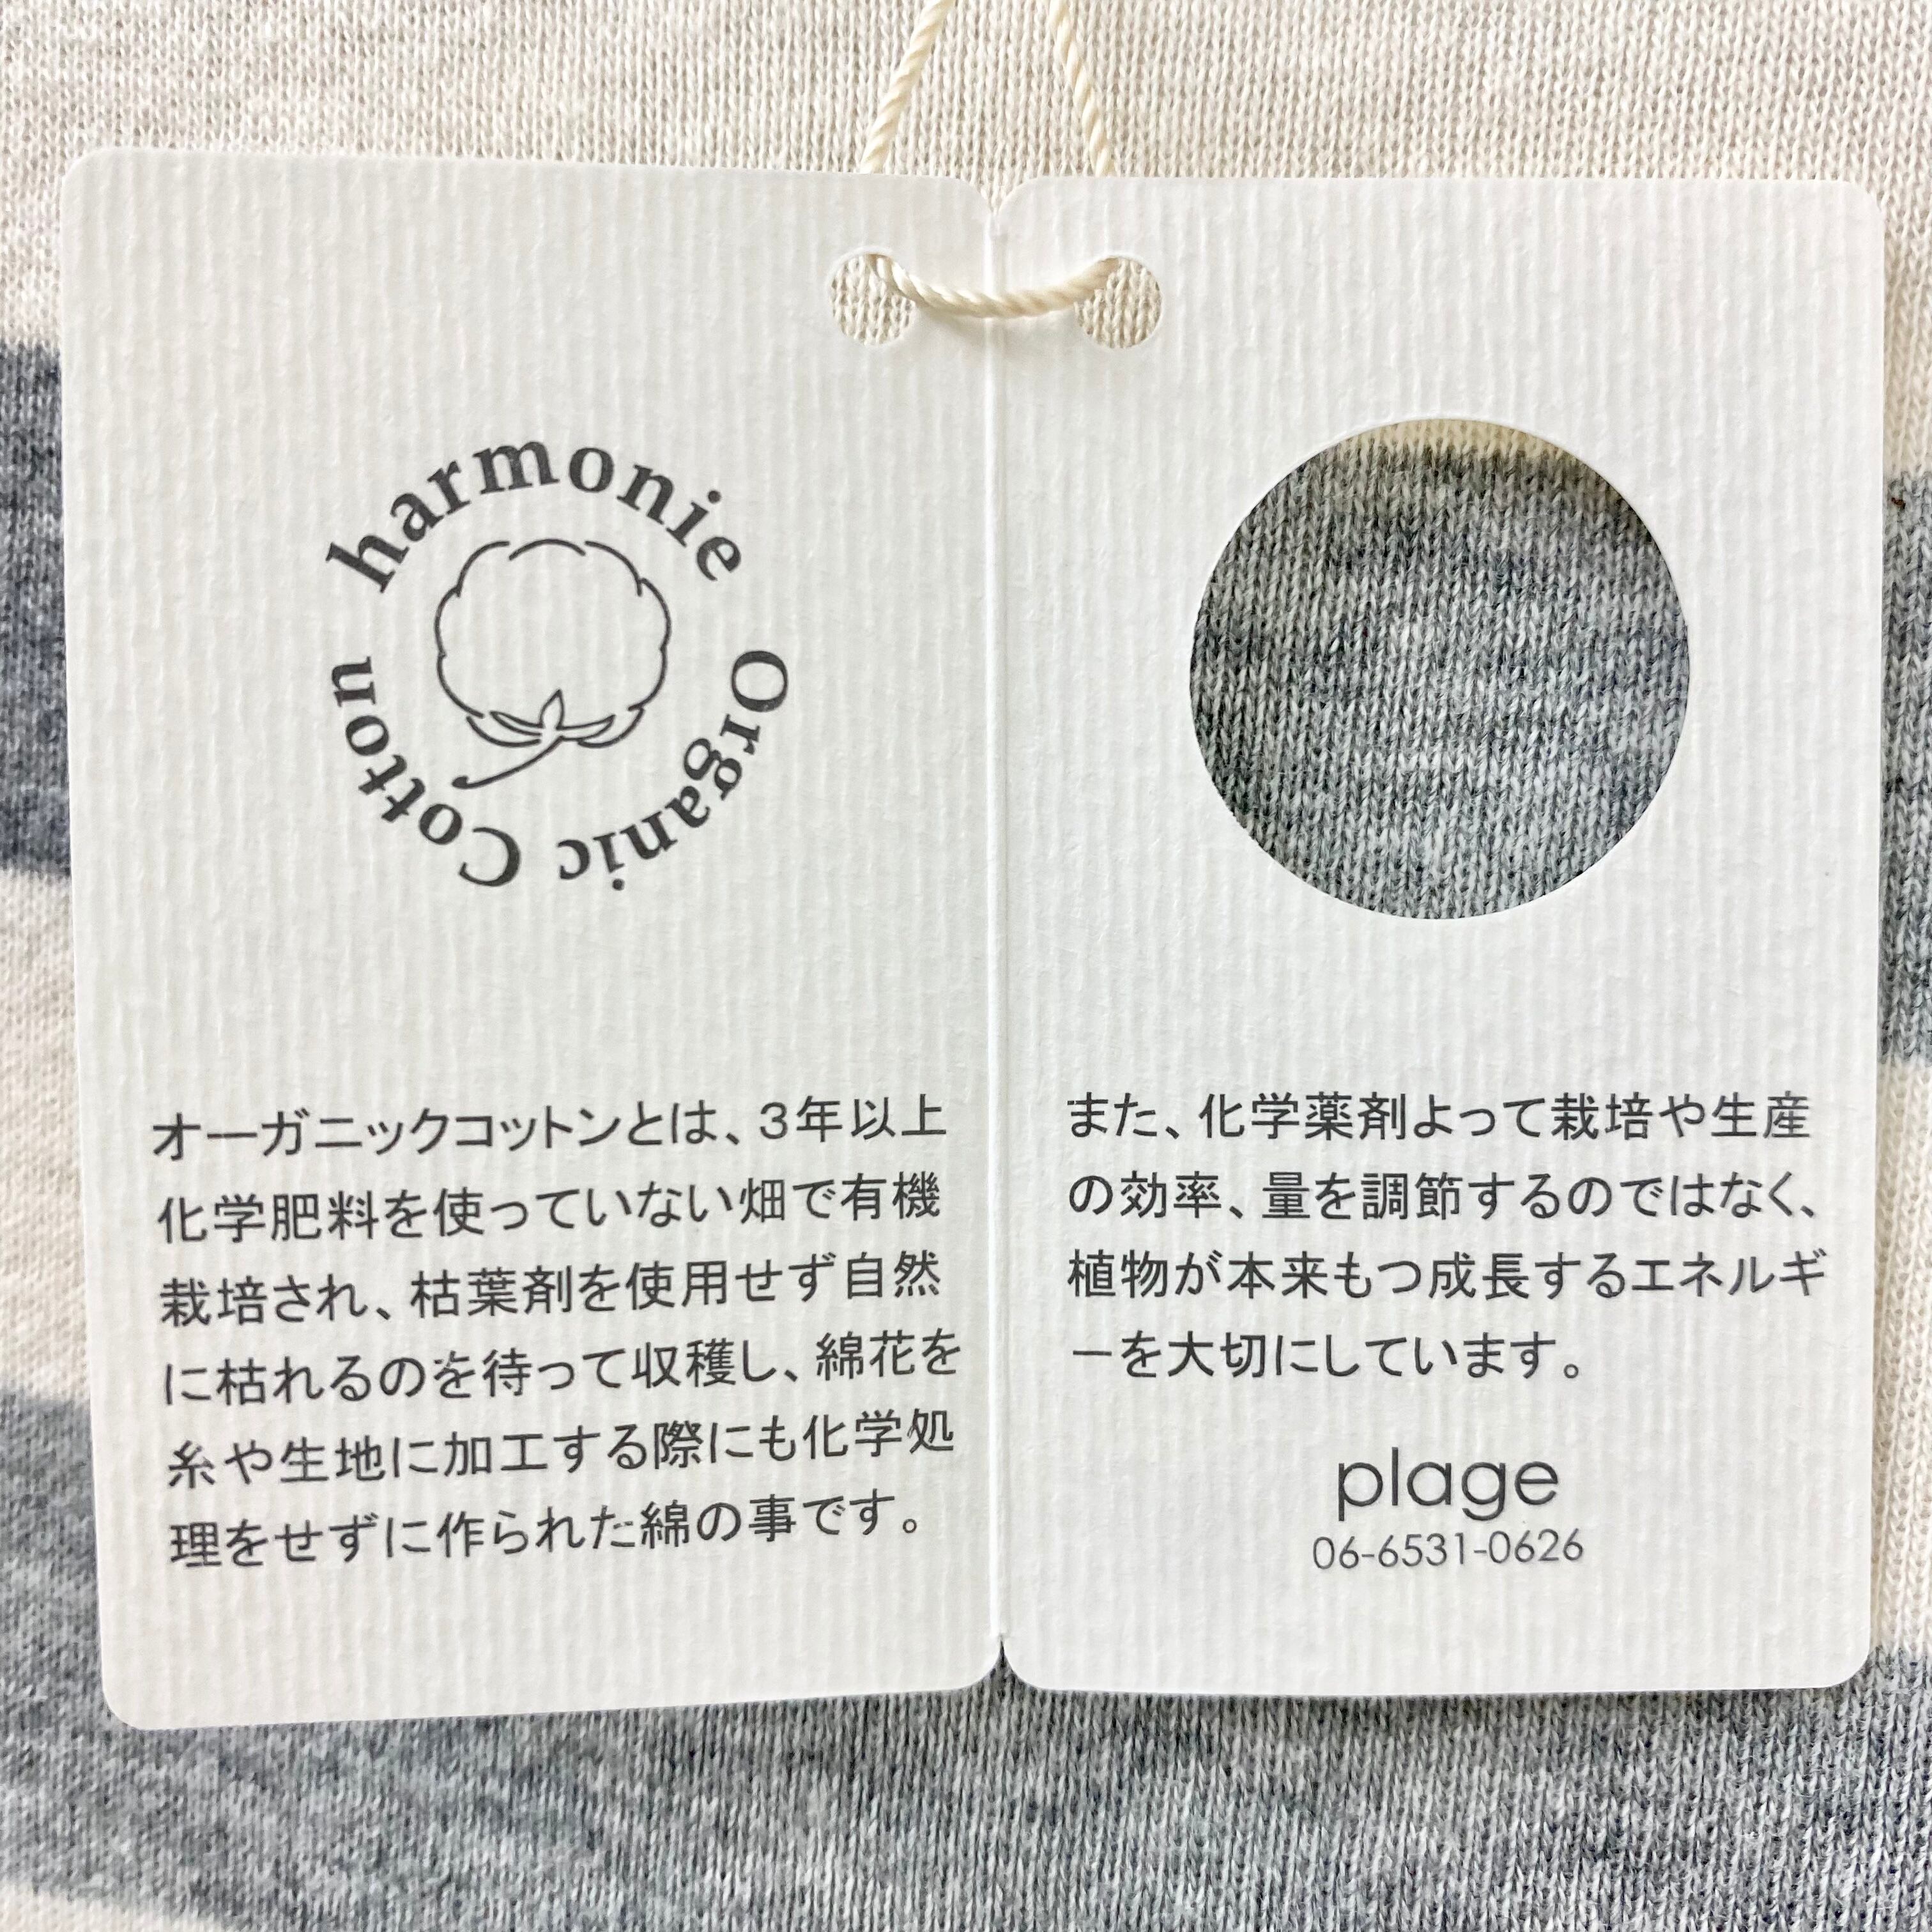 harmonie
Organic Cotton
オーガニックコットンとは、3年以上
化学肥料を使っていない畑で有機
栽培され、枯葉剤を使用せず自然
に枯れるのを待って収穫し、綿花を
糸や生地に加工する際にも化学処
理をせずに作られた綿の事です。
また、化学薬剤よって栽培や生産
の効率、量を調節するのではなく、
植物が本来もつ成長するエネルギ
ーを大切にしています。
plage
06-6531-0626